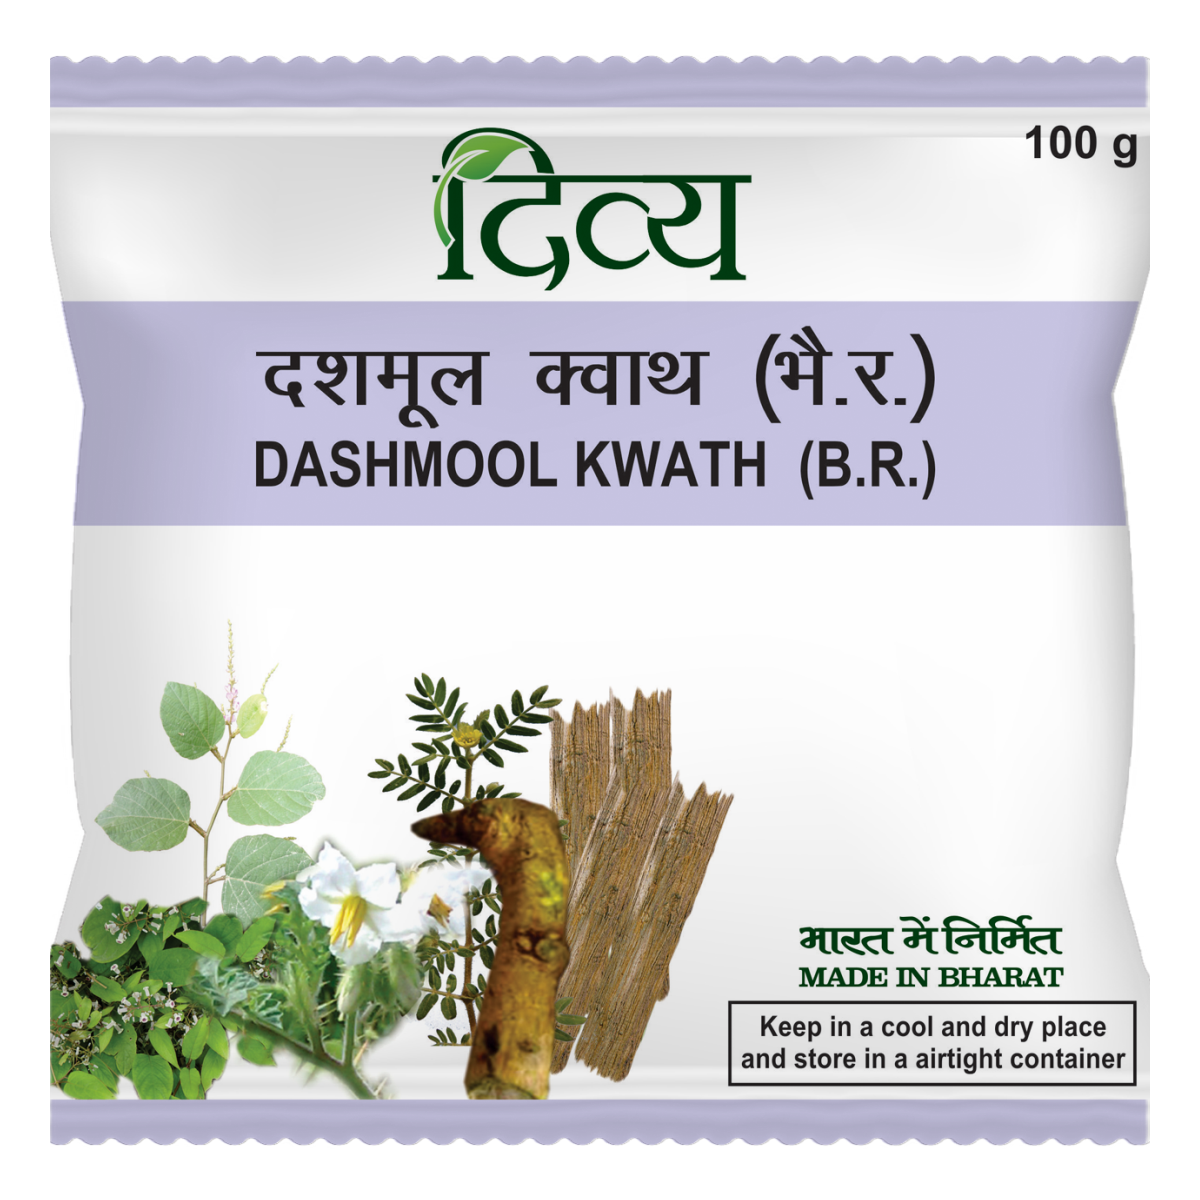 100 g
दिव्य
दशमूल क्वाथ (भै.र.)
DASHMOOL KWATH (B.R.)
भारत में निर्मित
MADE IN BHARAT
Keep in a cool and dry place
and store in a airtight container